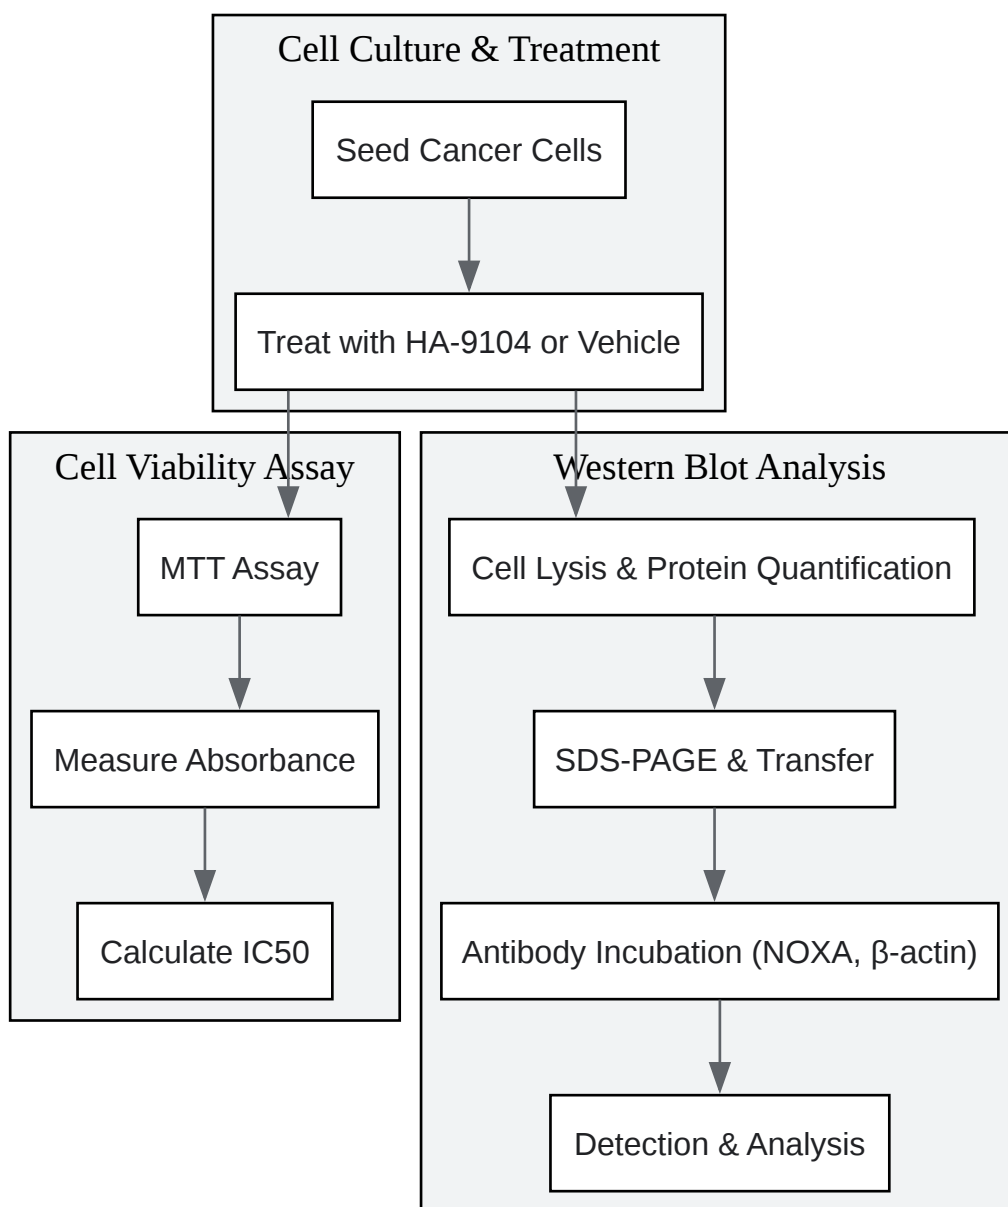 Cell Culture & Treatment
Seed Cancer Cells
Treat with HA-9104 or Vehicle
Cell Viability Assay
MTT Assay
Measure Absorbance
Calculate IC50
Western Blot Analysis
Cell Lysis & Protein Quantification
SDS-PAGE & Transfer
Antibody Incubation (NOXA, β-actin)
Detection & Analysis